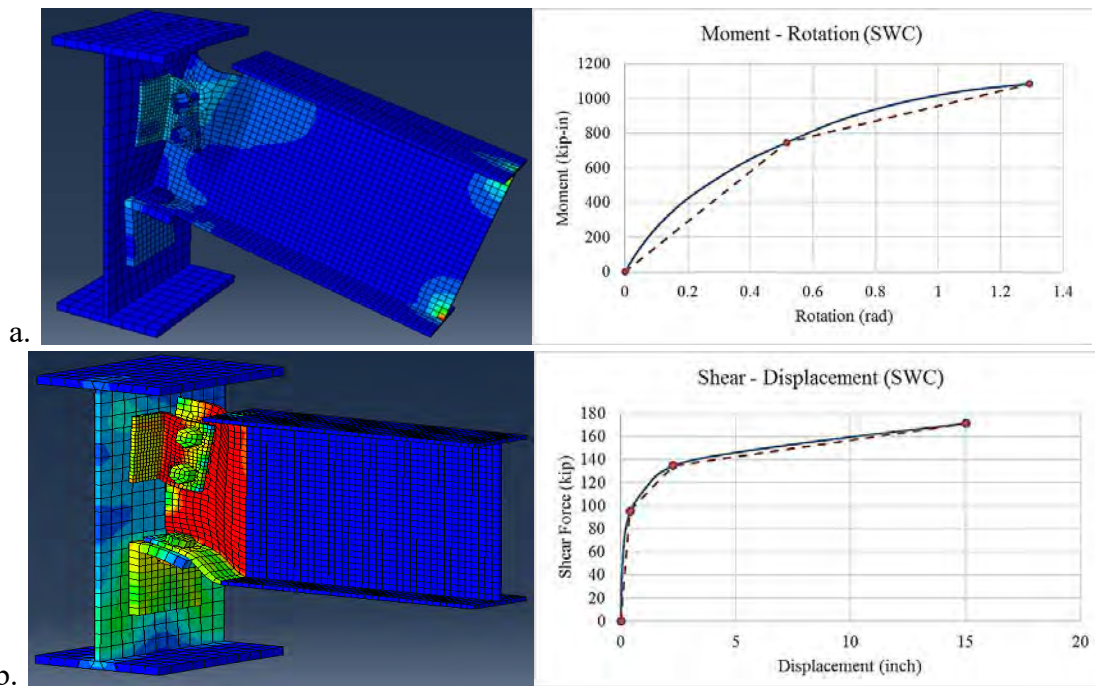 Moment - Rotation (SWC)
1200
1000
800
600
400
200
0
Moment (kip-in)
0 0.2 0.4 0.6 0.8 1 1.2 1.4
Rotation (rad)
a.
Shear - Displacement (SWC)
180
160
140
120
100
80
60
40
20
0
Shear Force (kip)
0 5 10 15 20
Displacement (inch)
b.